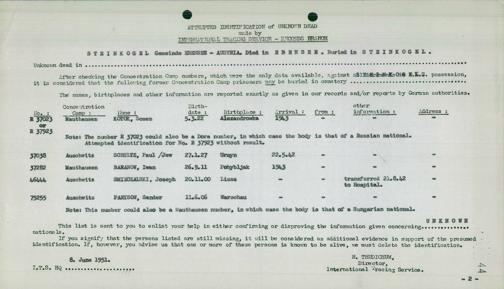 ATTEMPTED IDENTIFICATION of UNKNOWN DEAD
made by
INTERNATIONAL TRACING SERVICE -
STEINKOGEL Gemeinde EBENSEE - AUSTRIA. Died in EBENSEE. Buried in STEINKOGEL.
Unknown dead in
After checking the Concentration Camp numbers, which were the only data available, against possession,
it is considered that the following former Concentration Camp prisoners may be buried in cemetery
The names, birthplaces and other information are reported exactly as given in our records and/or reports by German authorities.
Concentration Birth- other
No. : Camp : Name : date : Birthplace : Arrival : from : information : Address :
R 37023 Mauthausen 5.3.22 1943 - - -
or
R 37923
Note: The number R 37023 could also be a Dora number, in which case the body is that of a Russian national.
Attempted identification for No. R 37923 without result.
37038 Auschwitz Paul /Jew 27.1.27 22.5.42 - - -
37282 Mauthausen BARANOW, Iwan 26.5.11 1943 - - -
46444 Auschwitz Joseph 20.11.00 - - transferred 21.8.42 -
to Hospital.
75255 Auschwitz 11.6.06 Warschau - - - -
Note: This number could also be a Mauthausen number, in which case the body is that of a Hungarian national.
UNKNOWN
This list is sent to you to enlist your help in either confirming or disproving the information given concerning
nationals.
If you signify that the persons listed are still missing, it will be considered as additional evidence in support of the presumed
identification. If, however, you advise us that one or more of these persons is known to be alive, we must delete the identification.
8. June 1951.
Director,
I.T.S. HQ International Tracing Service.
44
- 2 -